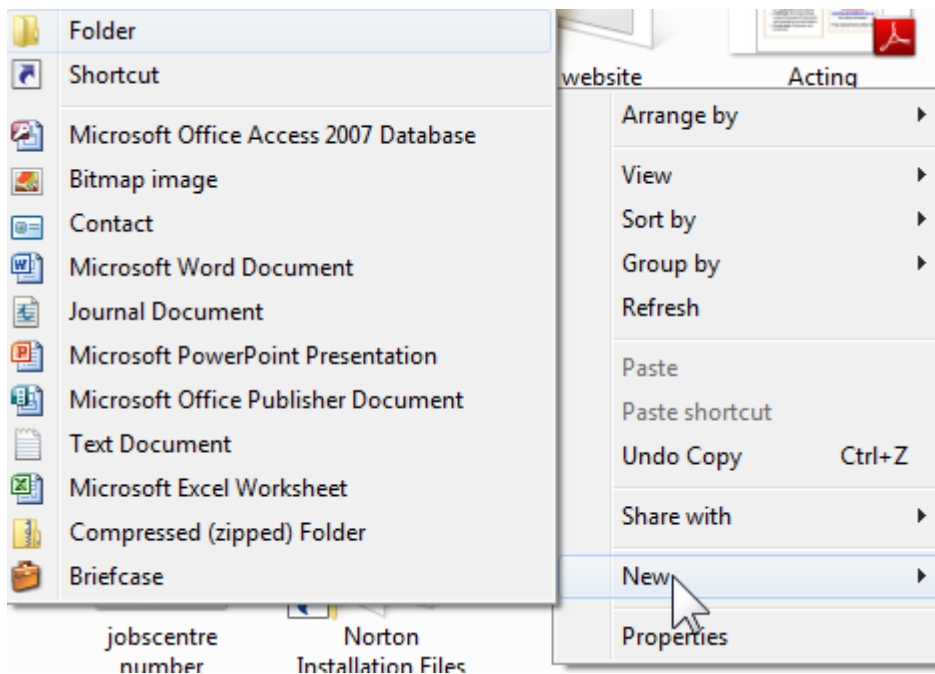 Folder
Shortcut
Microsoft Office Access 2007 Database
Bitmap image
Contact
Microsoft Word Document
Journal Document
Microsoft PowerPoint Presentation
Microsoft Office Publisher Document
Text Document
Microsoft Excel Worksheet
Compressed (zipped) Folder
Briefcase
website
Acting
Arrange by
View
Sort by
Group by
Refresh
Paste
Paste shortcut
Undo Copy Ctrl+Z
Share with
New
Properties
jobscentre
number
Norton
Installation Files